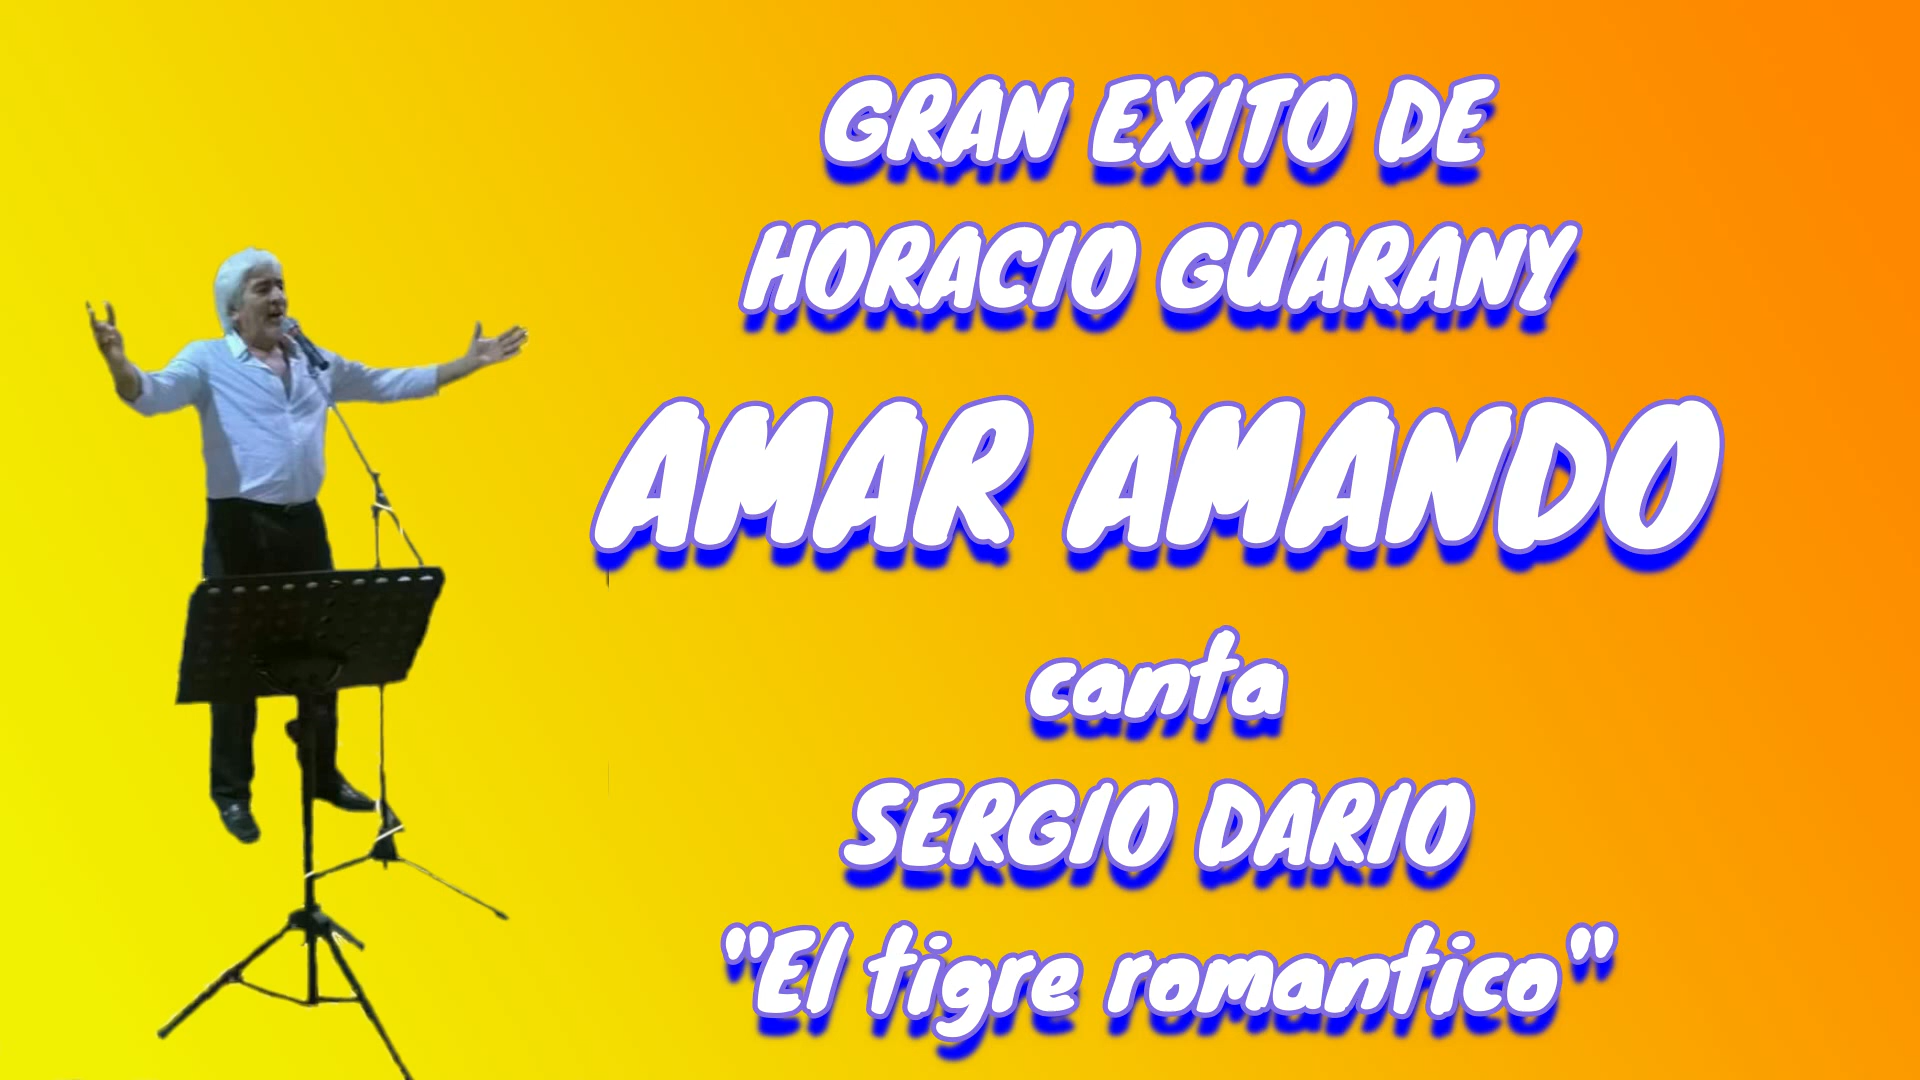 GRAN EXITO DE
HORACIO GUARANY
AMAR AMANDO
canta
SERGIO DARIO
"El tigre romantico"